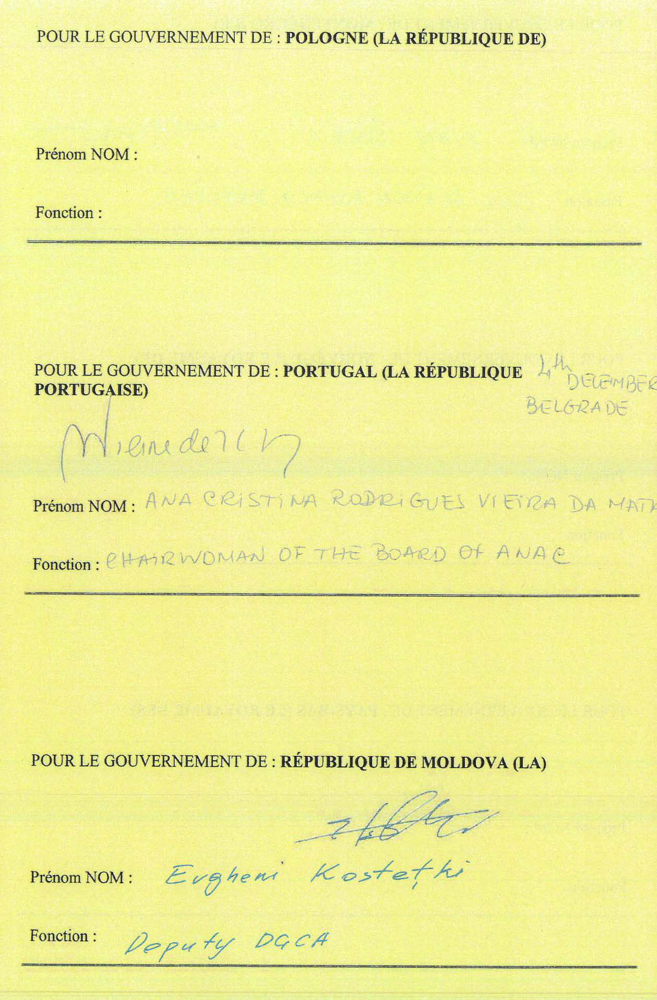 POUR LE GOUVERNEMENT DE : POLOGNE (LA RÉPUBLIQUE DE)
Prénom NOM :
Fonction :
POUR LE GOUVERNEMENT DE : PORTUGAL (LA RÉPUBLIQUE
PORTUGAISE)
4th
DECEMBER
BELGRADE
Prénom NOM : ANA CRISTINA RODRIGUES VIEIRA DA MATA
Fonction : CHAIRWOMAN OF THE BOARD OF ANAC
POUR LE GOUVERNEMENT DE : RÉPUBLIQUE DE MOLDOVA (LA)
Prénom NOM : Evgheni Kostețki
Fonction : Deputy DGCA